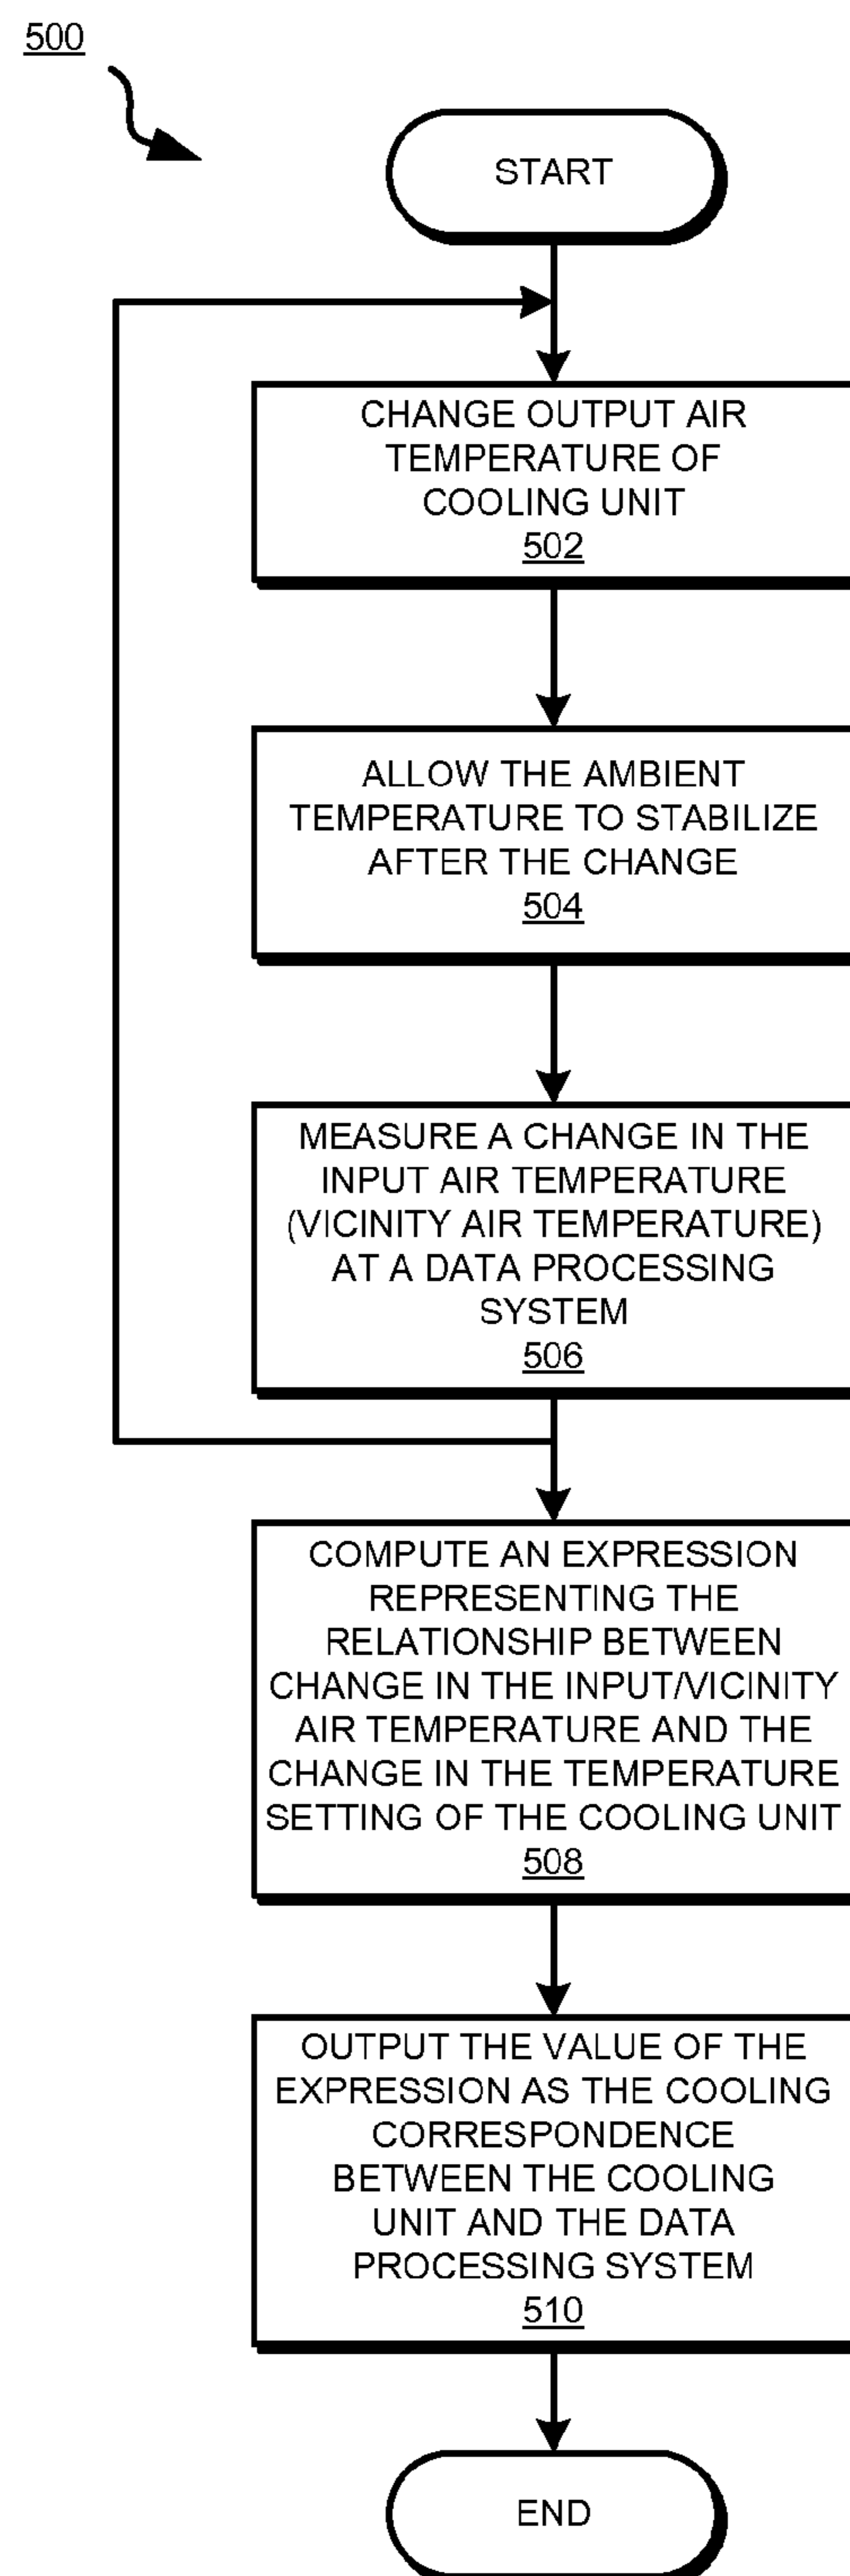 500
START
CHANGE OUTPUT AIR
TEMPERATURE OF
COOLING UNIT
502
ALLOW THE AMBIENT
TEMPERATURE TO STABILIZE
AFTER THE CHANGE
504
MEASURE A CHANGE IN THE
INPUT AIR TEMPERATURE
(VICINITY AIR TEMPERATURE)
AT A DATA PROCESSING
SYSTEM
506
COMPUTE AN EXPRESSION
REPRESENTING THE
RELATIONSHIP BETWEEN
CHANGE IN THE INPUT/VICINITY
AIR TEMPERATURE AND THE
CHANGE IN THE TEMPERATURE
SETTING OF THE COOLING UNIT
508
OUTPUT THE VALUE OF THE
EXPRESSION AS THE COOLING
CORRESPONDENCE
BETWEEN THE COOLING
UNIT AND THE DATA
PROCESSING SYSTEM
510
END